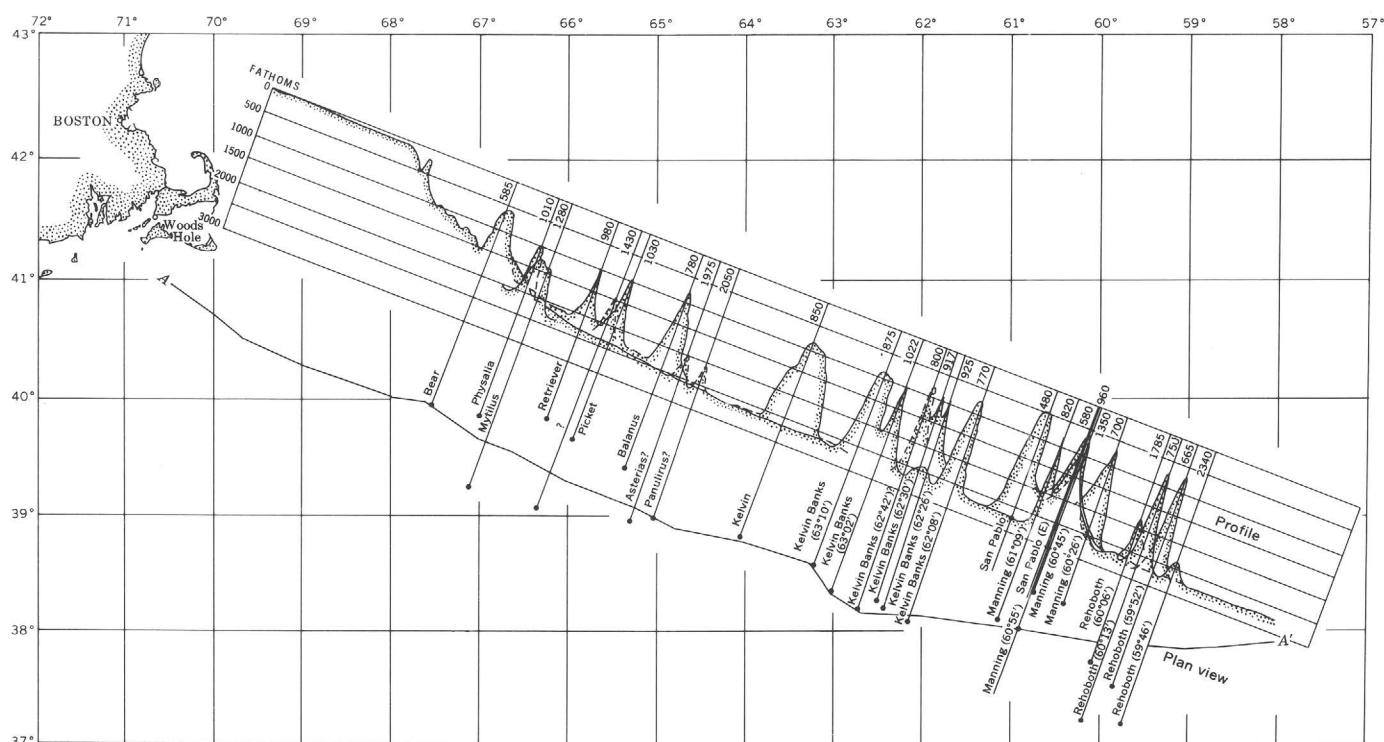 72° 71° 70° 69° 68° 67° 66° 65° 64° 63° 62° 61° 60° 59° 58° 57°
43°
42°
41°
40°
39°
38°
37°
BOSTON
Woods
Hole
FATHOMS
0
500
1000
1500
2000
3000
585
1010
1280
980
1430
1030
780
1975
2050
850
875
1022
800
917
925
770
480
820
580
960
1350
700
1785
750
665
2340
A
Bear
Physalia
Mytilus
Retriever
?
Picket
Balanus
Asterias?
Panulirus?
Kelvin
Kelvin Banks
(63°10')
Kelvin Banks
(63°02')
Kelvin Banks (62°42')?
Kelvin Banks (62°30')
Kelvin Banks (62°26')
Kelvin Banks (62°08')
San Pablo
Manning (61°09')
Manning (60°55')
San Pablo (E)
Manning (60°45')
Manning (60°26')
Rehoboth
(60°06')
Rehoboth (60°13')
Rehoboth (59°52')
Rehoboth (59°46')
Profile
A'
Plan view